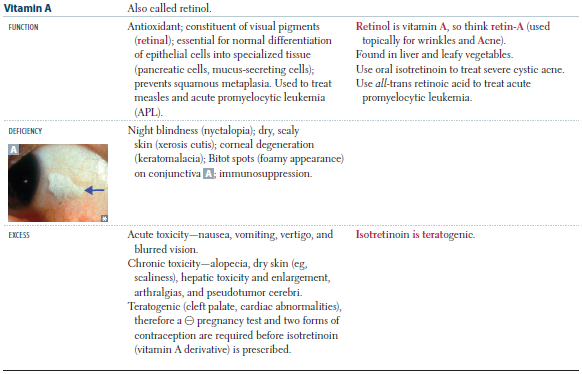 Vitamin A
Also called retinol.
FUNCTION
Antioxidant; constituent of visual pigments
(retinal); essential for normal differentiation
of epithelial cells into specialized tissue
(pancreatic cells, mucus-secreting cells);
prevents squamous metaplasia. Used to treat
measles and acute promyelocytic leukemia
(APL).
Retinol is vitamin A, so think retin-A (used
topically for wrinkles and Acne).
Found in liver and leafy vegetables.
Use oral isotretinoin to treat severe cystic acne.
Use all-trans retinoic acid to treat acute
promyelocytic leukemia.
DEFICIENCY
A
Night blindness (nyctalopia); dry, scaly
skin (xerosis cutis); corneal degeneration
(keratomalacia); Bitot spots (foamy appearance)
on conjunctiva A; immunosuppression.
EXCESS
Acute toxicity—nausea, vomiting, vertigo, and
blurred vision.
Chronic toxicity—alopecia, dry skin (eg,
scaliness), hepatic toxicity and enlargement,
arthralgias, and pseudotumor cerebri.
Teratogenic (cleft palate, cardiac abnormalities),
therefore a ⊖ pregnancy test and two forms of
contraception are required before isotretinoin
(vitamin A derivative) is prescribed.
Isotretinoin is teratogenic.